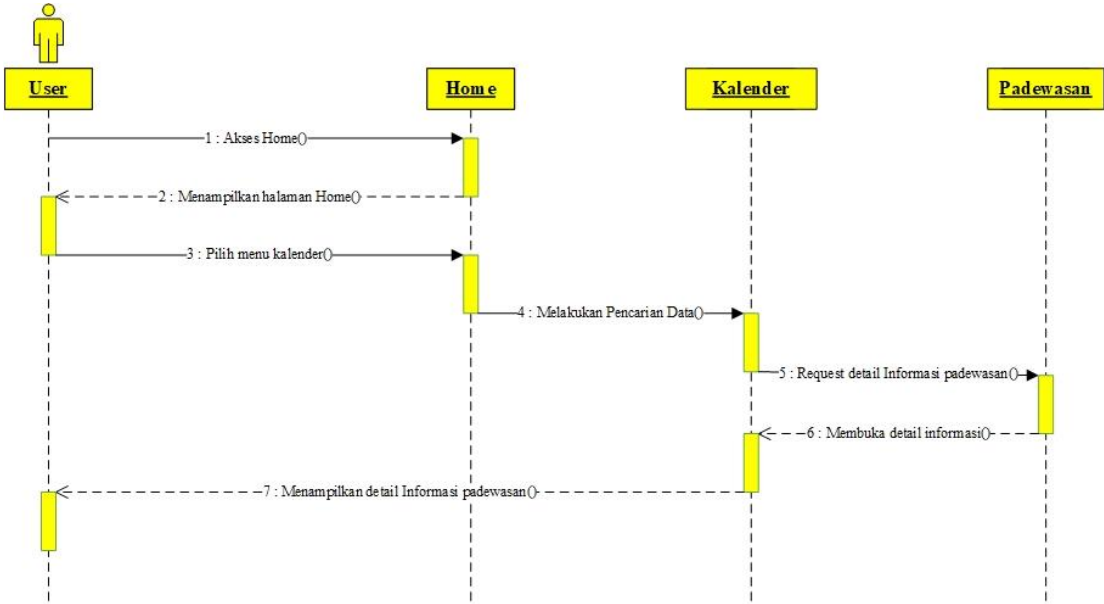 User
Home
Kalender
Padewasan
1 : Akses Home()
2 : Menampilkan halaman Home()
3 : Pilih menu kalender()
4 : Melakukan Pencarian Data()
5 : Request detail Informasi padewasan()
6 : Membuka detail informasi()
7 : Menampilkan detail Informasi padewasan()